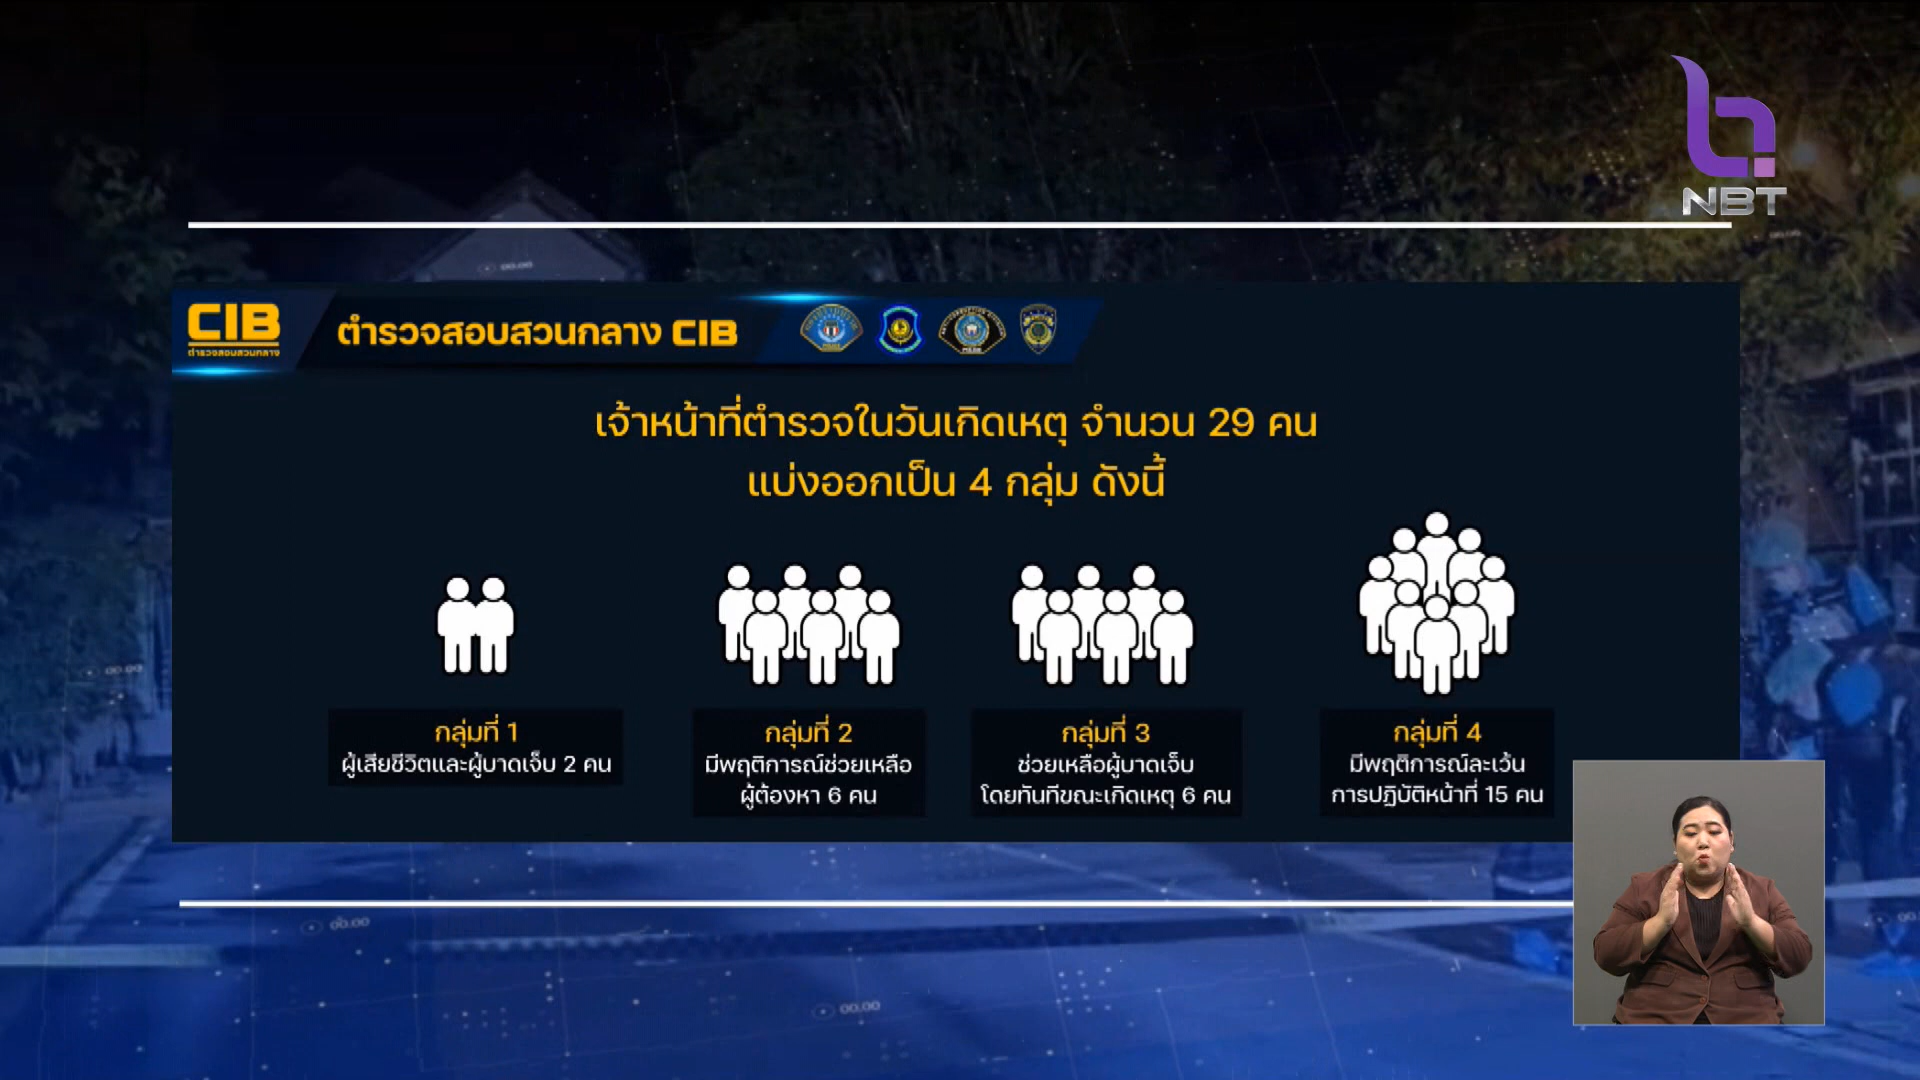 NBT
CIB
ตำรวจสอบสวนกลาง
ตำรวจสอบสวนกลาง CIB
เจ้าหน้าที่ตำรวจในวันเกิดเหตุ จำนวน 29 คน
แบ่งออกเป็น 4 กลุ่ม ดังนี้
กลุ่มที่ 1
ผู้เสียชีวิตและผู้บาดเจ็บ 2 คน
กลุ่มที่ 2
มีพฤติการณ์ช่วยเหลือ
ผู้ต้องหา 6 คน
กลุ่มที่ 3
ช่วยเหลือผู้บาดเจ็บ
โดยทันทีขณะเกิดเหตุ 6 คน
กลุ่มที่ 4
มีพฤติการณ์ละเว้น
การปฏิบัติหน้าที่ 15 คน
00.00
00.00
00.00
00.00